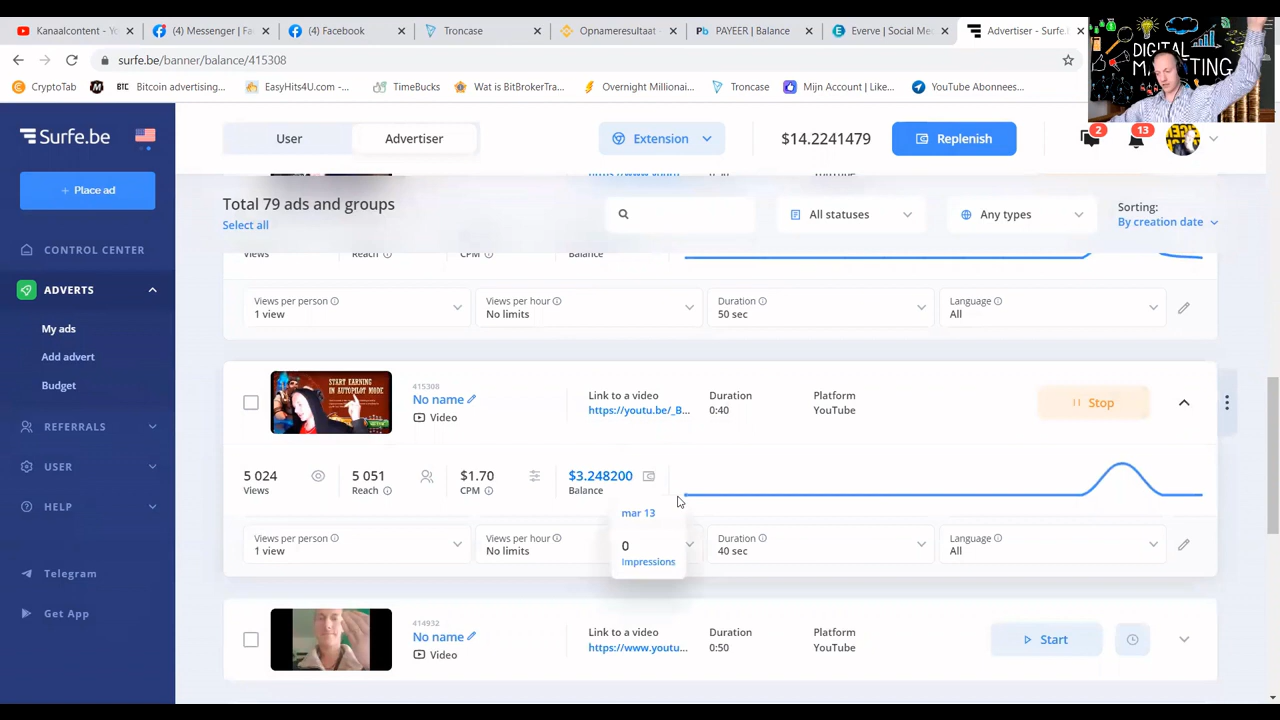 Kanaalcontent - Yo
(4) Messenger | Fa
(4) Facebook
Troncase
Opnameresultaat -
PAYEER | Balance
Everve | Social Med
Advertiser - Surfe.b
surfe.be/banner/balance/415308
CryptoTab
BTC Bitcoin advertising...
EasyHits4U.com -...
TimeBucks
Wat is BitBrokerTra...
Overnight Millionai...
Troncase
Mijn Account | Like...
YouTube Abonnees...
DIGITAL
MARKETING
Surfe.be
User
Advertiser
Extension
$14.2241479
Replenish
2
13
+ Place ad
CONTROL CENTER
ADVERTS
My ads
Add advert
Budget
REFERRALS
USER
HELP
Telegram
Get App
Total 79 ads and groups
Select all
All statuses
Any types
Sorting:
By creation date
Views
Reach
CPM
Balance
Views per person
1 view
Views per hour
No limits
Duration
50 sec
Language
All
START EARNING
IN AUTOPILOT MODE
415308
No name
Video
Link to a video
https://youtu.be/_B...
Duration
0:40
Platform
YouTube
Stop
5 024
Views
5 051
Reach
$1.70
CPM
$3.248200
Balance
mar 13
0
Impressions
Views per person
1 view
Views per hour
No limits
Duration
40 sec
Language
All
414932
No name
Video
Link to a video
https://www.youtu...
Duration
0:50
Platform
YouTube
Start